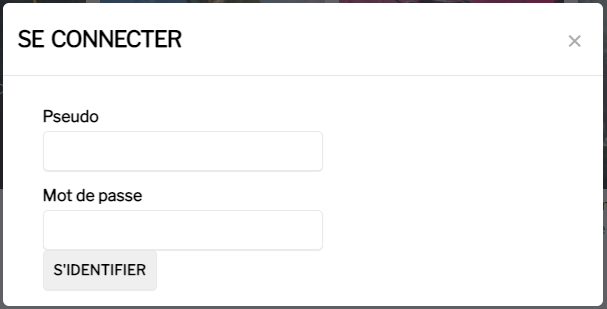 SE CONNECTER
×
Pseudo
Mot de passe
S'IDENTIFIER